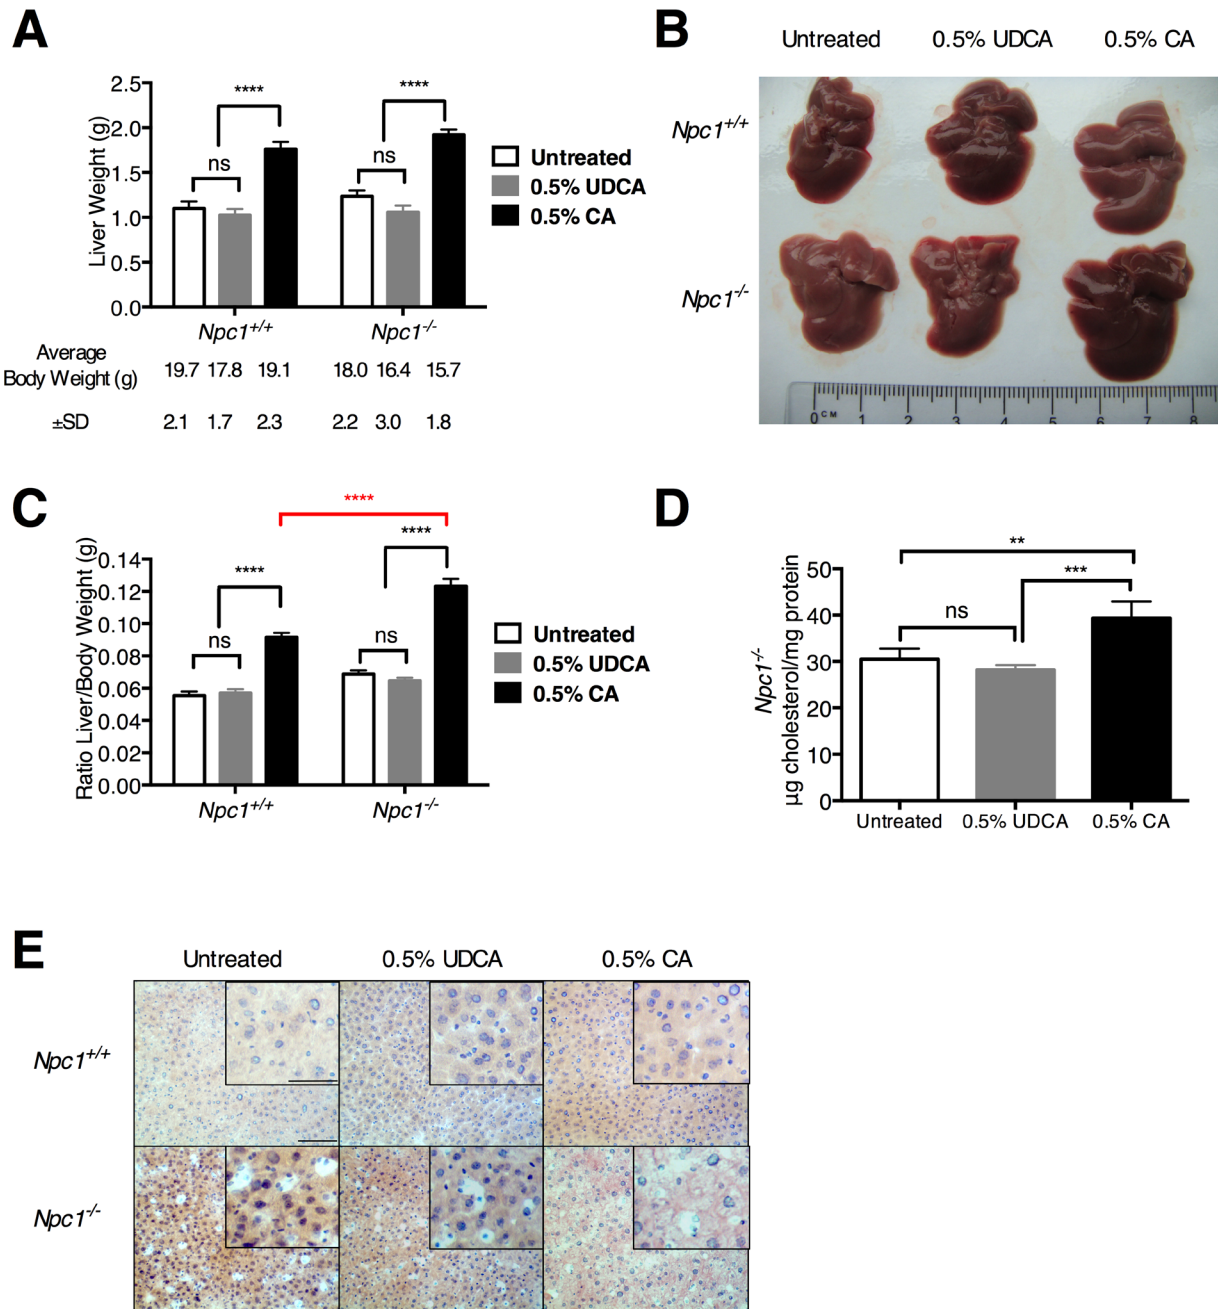 A
Liver Weight (g)
2.5
2.0
1.5
1.0
0.5
0.0
ns
****
ns
****
Untreated
0.5% UDCA
0.5% CA
Npc1+/+
Npc1-/-
Average
Body Weight (g)
19.7 17.8 19.1 18.0 16.4 15.7
±SD 2.1 1.7 2.3 2.2 3.0 1.8
B
Untreated 0.5% UDCA 0.5% CA
Npc1+/+
Npc1-/-
0 CM 1 2 3 4 5 6 7 8
C
Ratio Liver/Body Weight (g)
0.14
0.12
0.10
0.08
0.06
0.04
0.02
0.00
ns
****
ns
****
****
Untreated
0.5% UDCA
0.5% CA
Npc1+/+
Npc1-/-
D
Npc1-/-
µg cholesterol/mg protein
50
40
30
20
10
0
ns
***
**
Untreated 0.5% UDCA 0.5% CA
E
Untreated 0.5% UDCA 0.5% CA
Npc1+/+
Npc1-/-